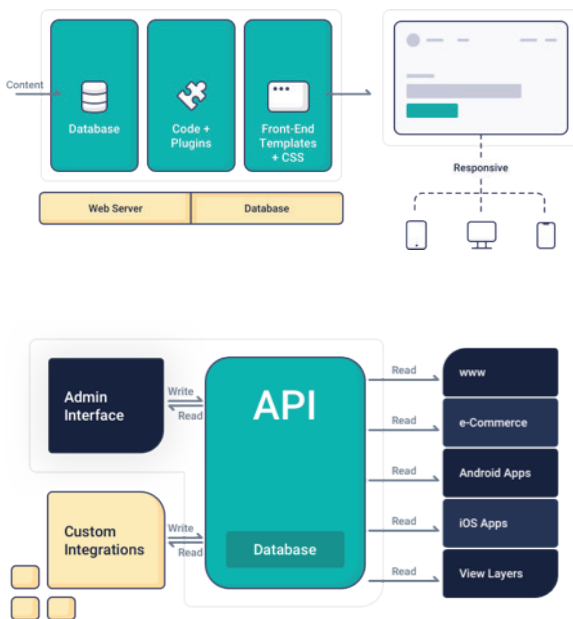 Content
Database
Code +
Plugins
Front-End
Templates
+ CSS
Web Server
Database
Responsive
Admin
Interface
Write
Read
API
Database
Custom
Integrations
Write
Read
Read
www
Read
e-Commerce
Read
Android Apps
Read
iOS Apps
Read
View Layers